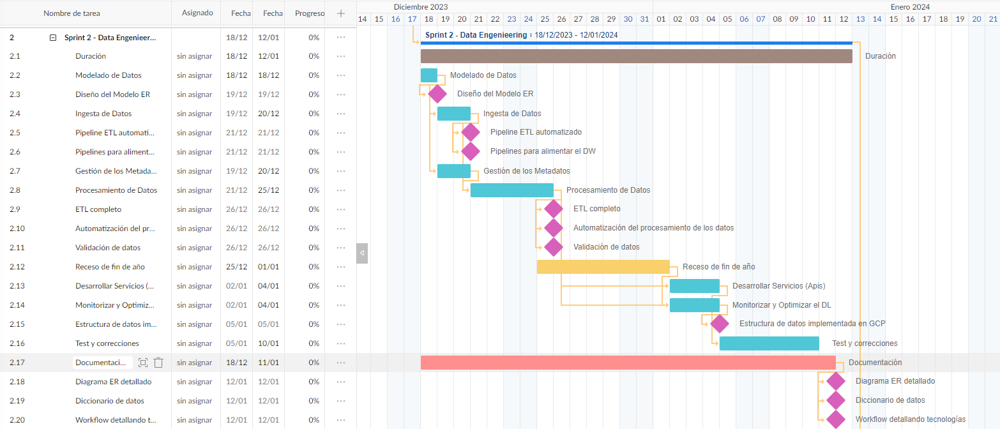 Nombre de tarea Asignado Fecha Fecha Progreso
Diciembre 2023 Enero 2024
14 15 16 17 18 19 20 21 22 23 24 25 26 27 28 29 30 31 01 02 03 04 05 06 07 08 09 10 11 12 13 14 15 16 17 18 19 20 21
2 Sprint 2 - Data Engenieer... 18/12 12/01 0% ... Sprint 2 - Data Engenieering 18/12/2023 - 12/01/2024
2.1 Duración sin asignar 18/12 12/01 0% ... Duración
2.2 Modelado de Datos sin asignar 18/12 18/12 0% ... Modelado de Datos
2.3 Diseño del Modelo ER sin asignar 19/12 19/12 0% ... Diseño del Modelo ER
2.4 Ingesta de Datos sin asignar 19/12 20/12 0% ... Ingesta de Datos
2.5 Pipeline ETL automati... sin asignar 21/12 21/12 0% ... Pipeline ETL automatizado
2.6 Pipelines para aliment... sin asignar 21/12 21/12 0% ... Pipelines para alimentar el DW
2.7 Gestión de los Metada... sin asignar 19/12 20/12 0% ... Gestión de los Metadatos
2.8 Procesamiento de Datos sin asignar 21/12 25/12 0% ... Procesamiento de Datos
2.9 ETL completo sin asignar 26/12 26/12 0% ... ETL completo
2.10 Automatización del pr... sin asignar 26/12 26/12 0% ... Automatización del procesamiento de los datos
2.11 Validación de datos sin asignar 26/12 26/12 0% ... Validación de datos
2.12 Receso de fin de año sin asignar 25/12 01/01 0% ... Receso de fin de año
2.13 Desarrollar Servicios (... sin asignar 02/01 04/01 0% ... Desarrollar Servicios (Apis)
2.14 Monitorizar y Optimiz... sin asignar 02/01 04/01 0% ... Monitorizar y Optimizar el DL
2.15 Estructura de datos im... sin asignar 05/01 05/01 0% ... Estructura de datos implementada en GCP
2.16 Test y correcciones sin asignar 05/01 10/01 0% ... Test y correcciones
2.17 Documentaci... sin asignar 18/12 11/01 0% ... Documentación
2.18 Diagrama ER detallado sin asignar 12/01 12/01 0% ... Diagrama ER detallado
2.19 Diccionario de datos sin asignar 12/01 12/01 0% ... Diccionario de datos
2.20 Workflow detallando t... sin asignar 12/01 12/01 0% ... Workflow detallando tecnologías